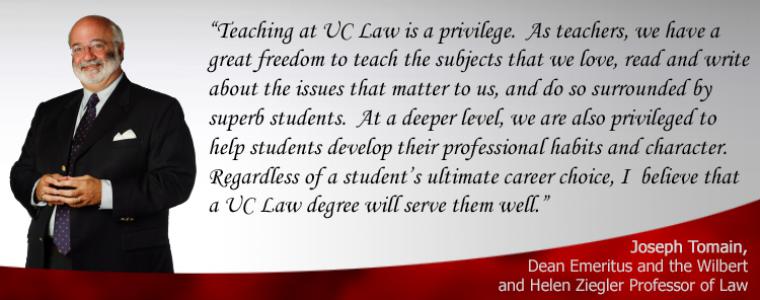 “Teaching at UC Law is a privilege.  As teachers, we have a
great freedom to teach the subjects that we love, read and write
about the issues that matter to us, and do so surrounded by
superb students.  At a deeper level, we are also privileged to
help students develop their professional habits and character.
Regardless of a student’s ultimate career choice, I  believe that
a UC Law degree will serve them well.”
Joseph Tomain,
Dean Emeritus and the Wilbert
and Helen Ziegler Professor of Law